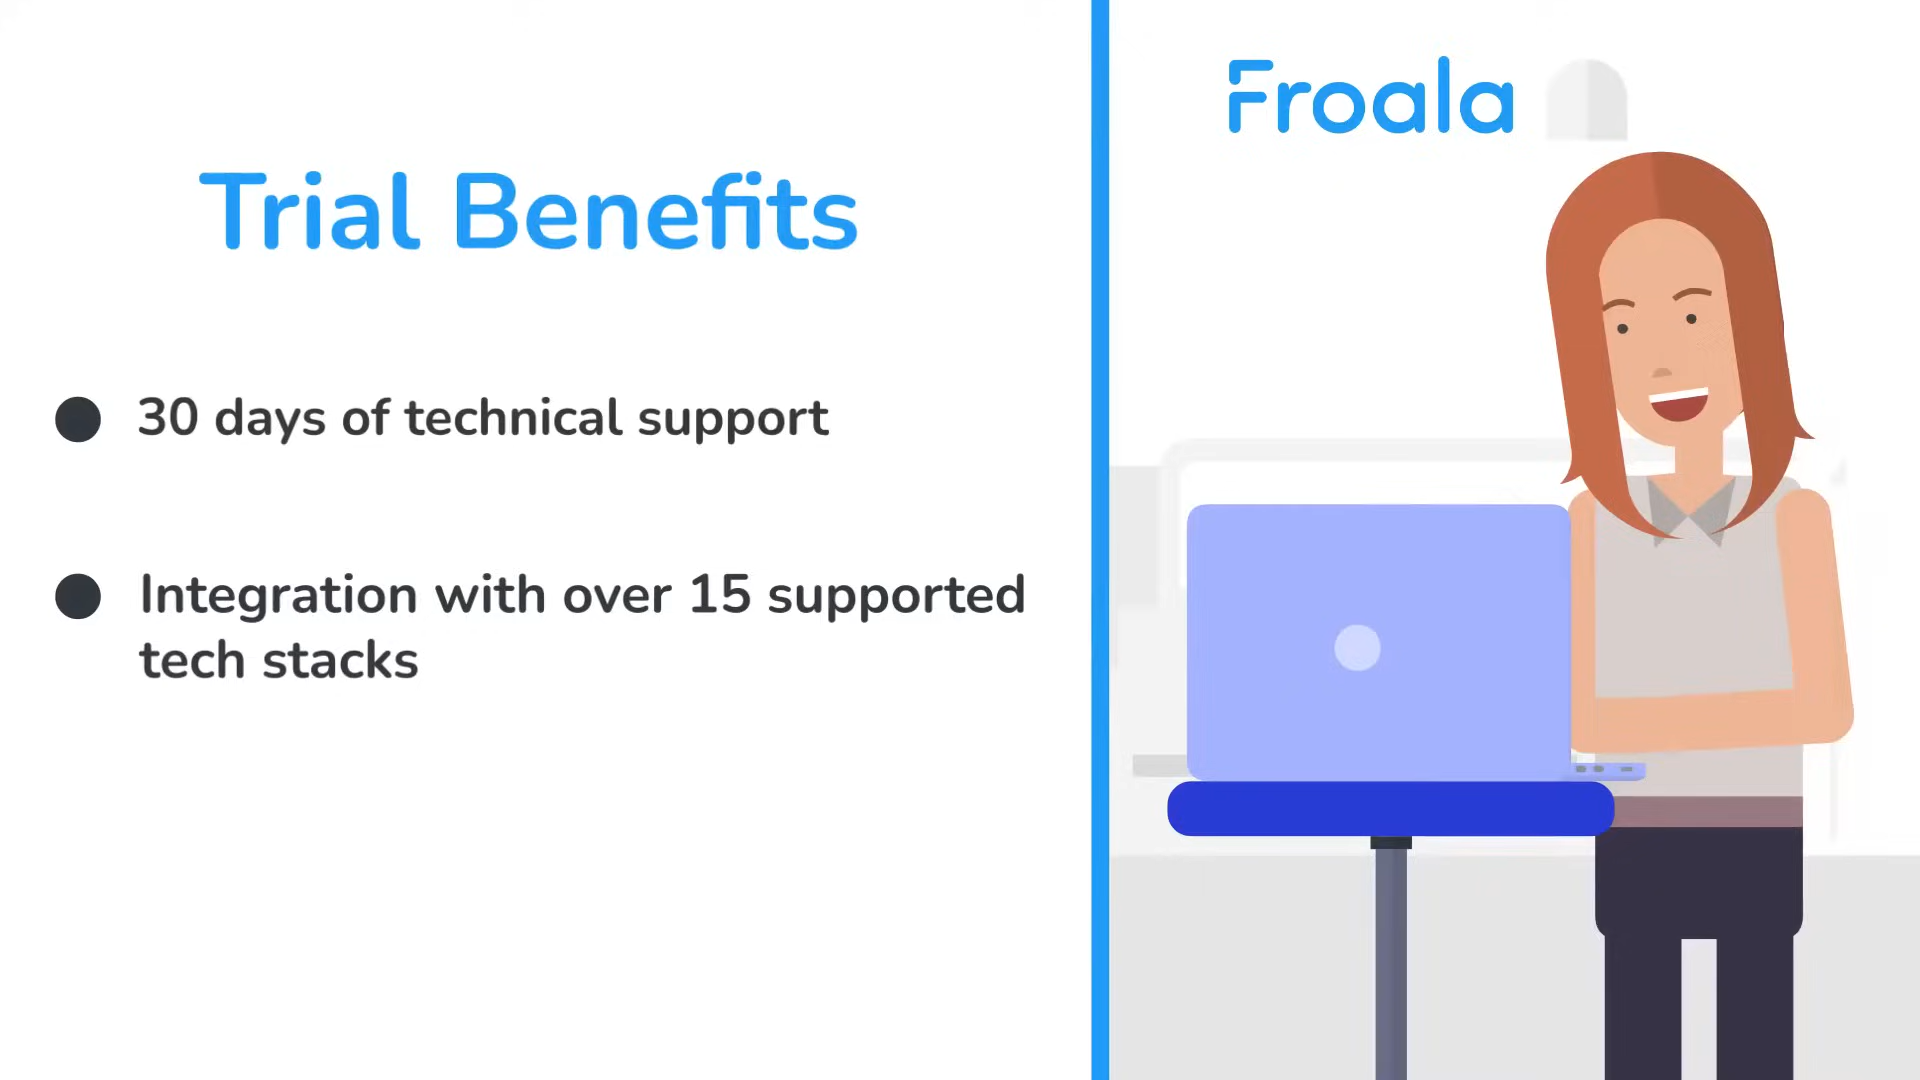 Froala
Trial Benefits
30 days of technical support
Integration with over 15 supported
tech stacks